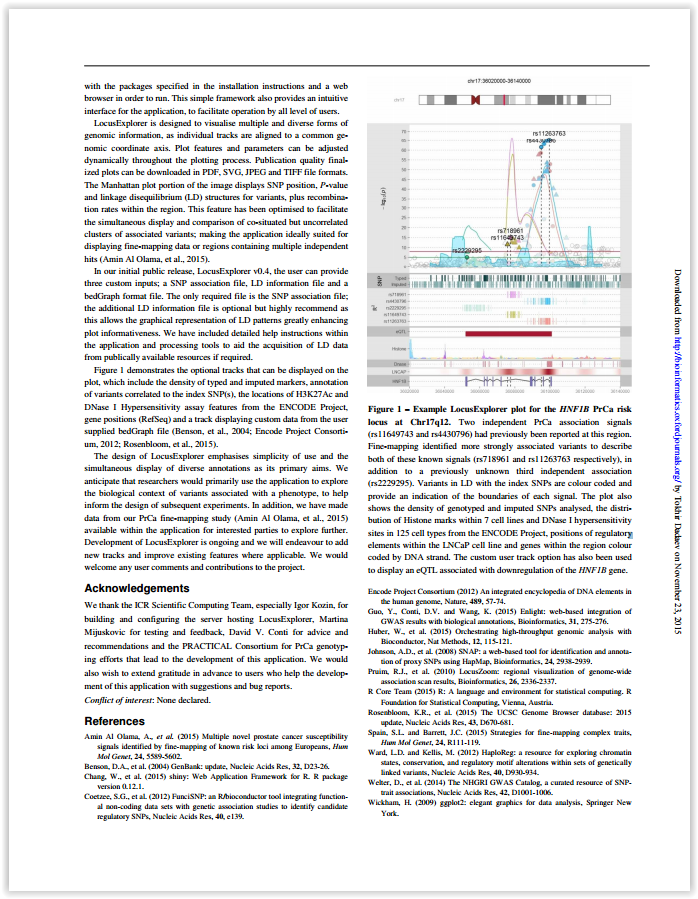 with the packages specified in the installation instructions and a web
browser in order to run. This simple framework also provides an intuitive
interface for the application, to facilitate operation by all level of users.
LocusExplorer is designed to visualise multiple and diverse forms of
genomic information, as individual tracks are aligned to a common ge-
nomic coordinate axis. Plot features and parameters can be adjusted
dynamically throughout the plotting process. Publication quality final-
ized plots can be downloaded in PDF, SVG, JPEG and TIFF file formats.
The Manhattan plot portion of the image displays SNP position, P-value
and linkage disequilibrium (LD) structures for variants, plus recombina-
tion rates within the region. This feature has been optimised to facilitate
the simultaneous display and comparison of co-situated but uncorrelated
clusters of associated variants; making the application ideally suited for
displaying fine-mapping data or regions containing multiple independent
hits (Amin Al Olama, et al., 2015).
In our initial public release, LocusExplorer v0.4, the user can provide
three custom inputs; a SNP association file, LD information file and a
bedGraph format file. The only required file is the SNP association file;
the additional LD information file is optional but highly recommend as
this allows the graphical representation of LD patterns greatly enhancing
plot informativeness. We have included detailed help instructions within
the application and processing tools to aid the acquisition of LD data
from publically available resources if required.
Figure 1 demonstrates the optional tracks that can be displayed on the
plot, which include the density of typed and imputed markers, annotation
of variants correlated to the index SNP(s), the locations of H3K27Ac and
DNase I Hypersensitivity assay features from the ENCODE Project,
gene positions (RefSeq) and a track displaying custom data from the user
supplied bedGraph file (Benson, et al., 2004; Encode Project Consorti-
um, 2012; Rosenbloom, et al., 2015).
The design of LocusExplorer emphasises simplicity of use and the
simultaneous display of diverse annotations as its primary aims. We
anticipate that researchers would primarily use the application to explore
the biological context of variants associated with a phenotype, to help
inform the design of subsequent experiments. In addition, we have made
data from our PrCa fine-mapping study (Amin Al Olama, et al., 2015)
available within the application for interested parties to explore further.
Development of LocusExplorer is ongoing and we will endeavour to add
new tracks and improve existing features where applicable. We would
welcome any user comments and contributions to the project.
Acknowledgements
We thank the ICR Scientific Computing Team, especially Igor Kozin, for
building and configuring the server hosting LocusExplorer, Martina
Mijuskovic for testing and feedback, David V. Conti for advice and
recommendations and the PRACTICAL Consortium for PrCa genotyp-
ing efforts that lead to the development of this application. We would
also wish to extend gratitude in advance to users who help the develop-
ment of this application with suggestions and bug reports.
Conflict of interest: None declared.
References
Amin Al Olama, A., et al. (2015) Multiple novel prostate cancer susceptibility
signals identified by fine-mapping of known risk loci among Europeans, Hum
Mol Genet, 24, 5589-5602.
Benson, D.A., et al. (2004) GenBank: update, Nucleic Acids Res, 32, D23-26.
Chang, W., et al. (2015) shiny: Web Application Framework for R. R package
version 0.12.1.
Coetzee, S.G., et al. (2012) FunciSNP: an R/bioconductor tool integrating function-
al non-coding data sets with genetic association studies to identify candidate
regulatory SNPs, Nucleic Acids Res, 40, e139.
chr17:36020000-36140000
chr17
rs11263763
rs4430796
rs718961
rs11649743
rs2229295
-log10(p)
70
65
60
55
50
45
40
35
30
25
20
15
10
5
0
SNP
Typed
Imputed
R²
rs718961
rs4430796
rs2229295
rs11649743
rs11263763
eQTL
Histone
DNase
LNCAP
HNF1B
Figure 1 – Example LocusExplorer plot for the HNF1B PrCa risk
locus at Chr17q12. Two independent PrCa association signals
(rs11649743 and rs4430796) had previously been reported at this region.
Fine-mapping identified more strongly associated variants to describe
both of these known signals (rs718961 and rs11263763 respectively), in
addition to a previously unknown third independent association
(rs2229295). Variants in LD with the index SNPs are colour coded and
provide an indication of the boundaries of each signal. The plot also
shows the density of genotyped and imputed SNPs analysed, the distri-
bution of Histone marks within 7 cell lines and DNase I hypersensitivity
sites in 125 cell types from the ENCODE Project, positions of regulatory
elements within the LNCaP cell line and genes within the region colour
coded by DNA strand. The custom user track option has also been used
to display an eQTL associated with downregulation of the HNF1B gene.
Encode Project Consortium (2012) An integrated encyclopedia of DNA elements in
the human genome, Nature, 489, 57-74.
Guo, Y., Conti, D.V. and Wang, K. (2015) Enlight: web-based integration of
GWAS results with biological annotations, Bioinformatics, 31, 275-276.
Huber, W., et al. (2015) Orchestrating high-throughput genomic analysis with
Bioconductor, Nat Methods, 12, 115-121.
Johnson, A.D., et al. (2008) SNAP: a web-based tool for identification and annota-
tion of proxy SNPs using HapMap, Bioinformatics, 24, 2938-2939.
Pruim, R.J., et al. (2010) LocusZoom: regional visualization of genome-wide
association scan results, Bioinformatics, 26, 2336-2337.
R Core Team (2015) R: A language and environment for statistical computing. R
Foundation for Statistical Computing, Vienna, Austria.
Rosenbloom, K.R., et al. (2015) The UCSC Genome Browser database: 2015
update, Nucleic Acids Res, 43, D670-681.
Spain, S.L. and Barrett, J.C. (2015) Strategies for fine-mapping complex traits,
Hum Mol Genet, 24, R111-119.
Ward, L.D. and Kellis, M. (2012) HaploReg: a resource for exploring chromatin
states, conservation, and regulatory motif alterations within sets of genetically
linked variants, Nucleic Acids Res, 40, D930-934.
Welter, D., et al. (2014) The NHGRI GWAS Catalog, a curated resource of SNP-
trait associations, Nucleic Acids Res, 42, D1001-1006.
Wickham, H. (2009) ggplot2: elegant graphics for data analysis, Springer New
York.
Downloaded from http://bioinformatics.oxfordjournals.org/ by Tokhir Dadaev on November 23, 2015